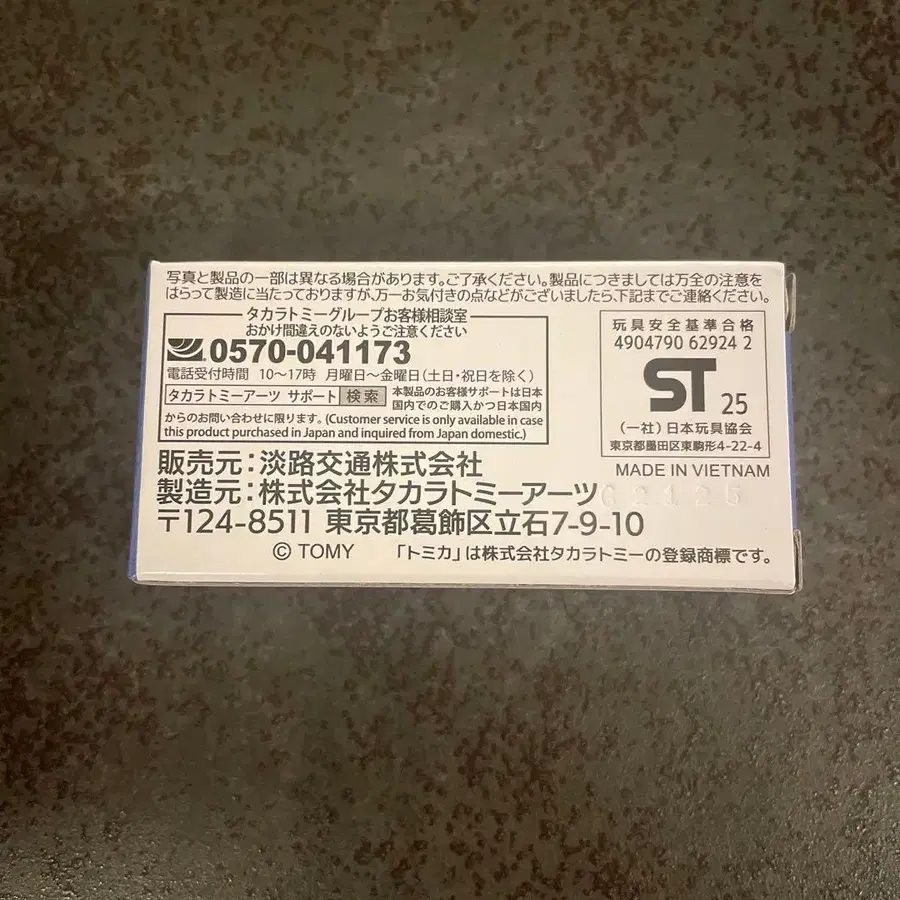 写真と製品の一部は異なる場合があります。ご了承ください。製品につきましては万全の注意を
はらって製造に当たっておりますが、万一お気付きの点などがございましたら、下記までご連絡ください。
タカラトミーグループお客様相談室
おかけ間違えのないようご注意ください
0570-041173
電話受付時間 10〜17時 月曜日〜金曜日(土日・祝日を除く)
タカラトミーアーツ サポート 検索 本製品のお客様サポートは日本
国内でのご購入かつ日本国内
からのお問い合わせに限ります。(Customer service is only available in case
this product purchased in Japan and inquired from Japan domestic.)
玩具安全基準合格
4904790 62924 2
ST 25
(一社)日本玩具協会
東京都墨田区東駒形4-22-4
MADE IN VIETNAM
販売元:淡路交通株式会社
製造元:株式会社タカラトミーアーツ
〒124-8511 東京都葛飾区立石7-9-10
© TOMY 「トミカ」は株式会社タカラトミーの登録商標です。